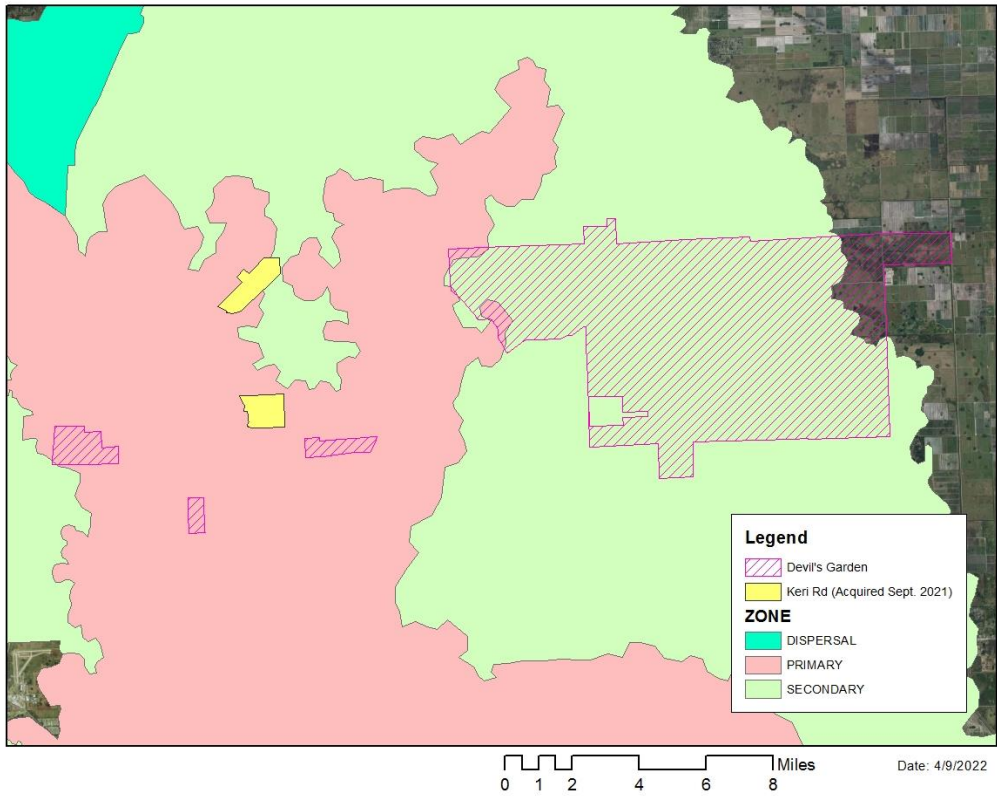 Legend
Devil's Garden
Keri Rd (Acquired Sept. 2021)
ZONE
DISPERSAL
PRIMARY
SECONDARY
Miles
0 1 2 4 6 8
Date: 4/9/2022